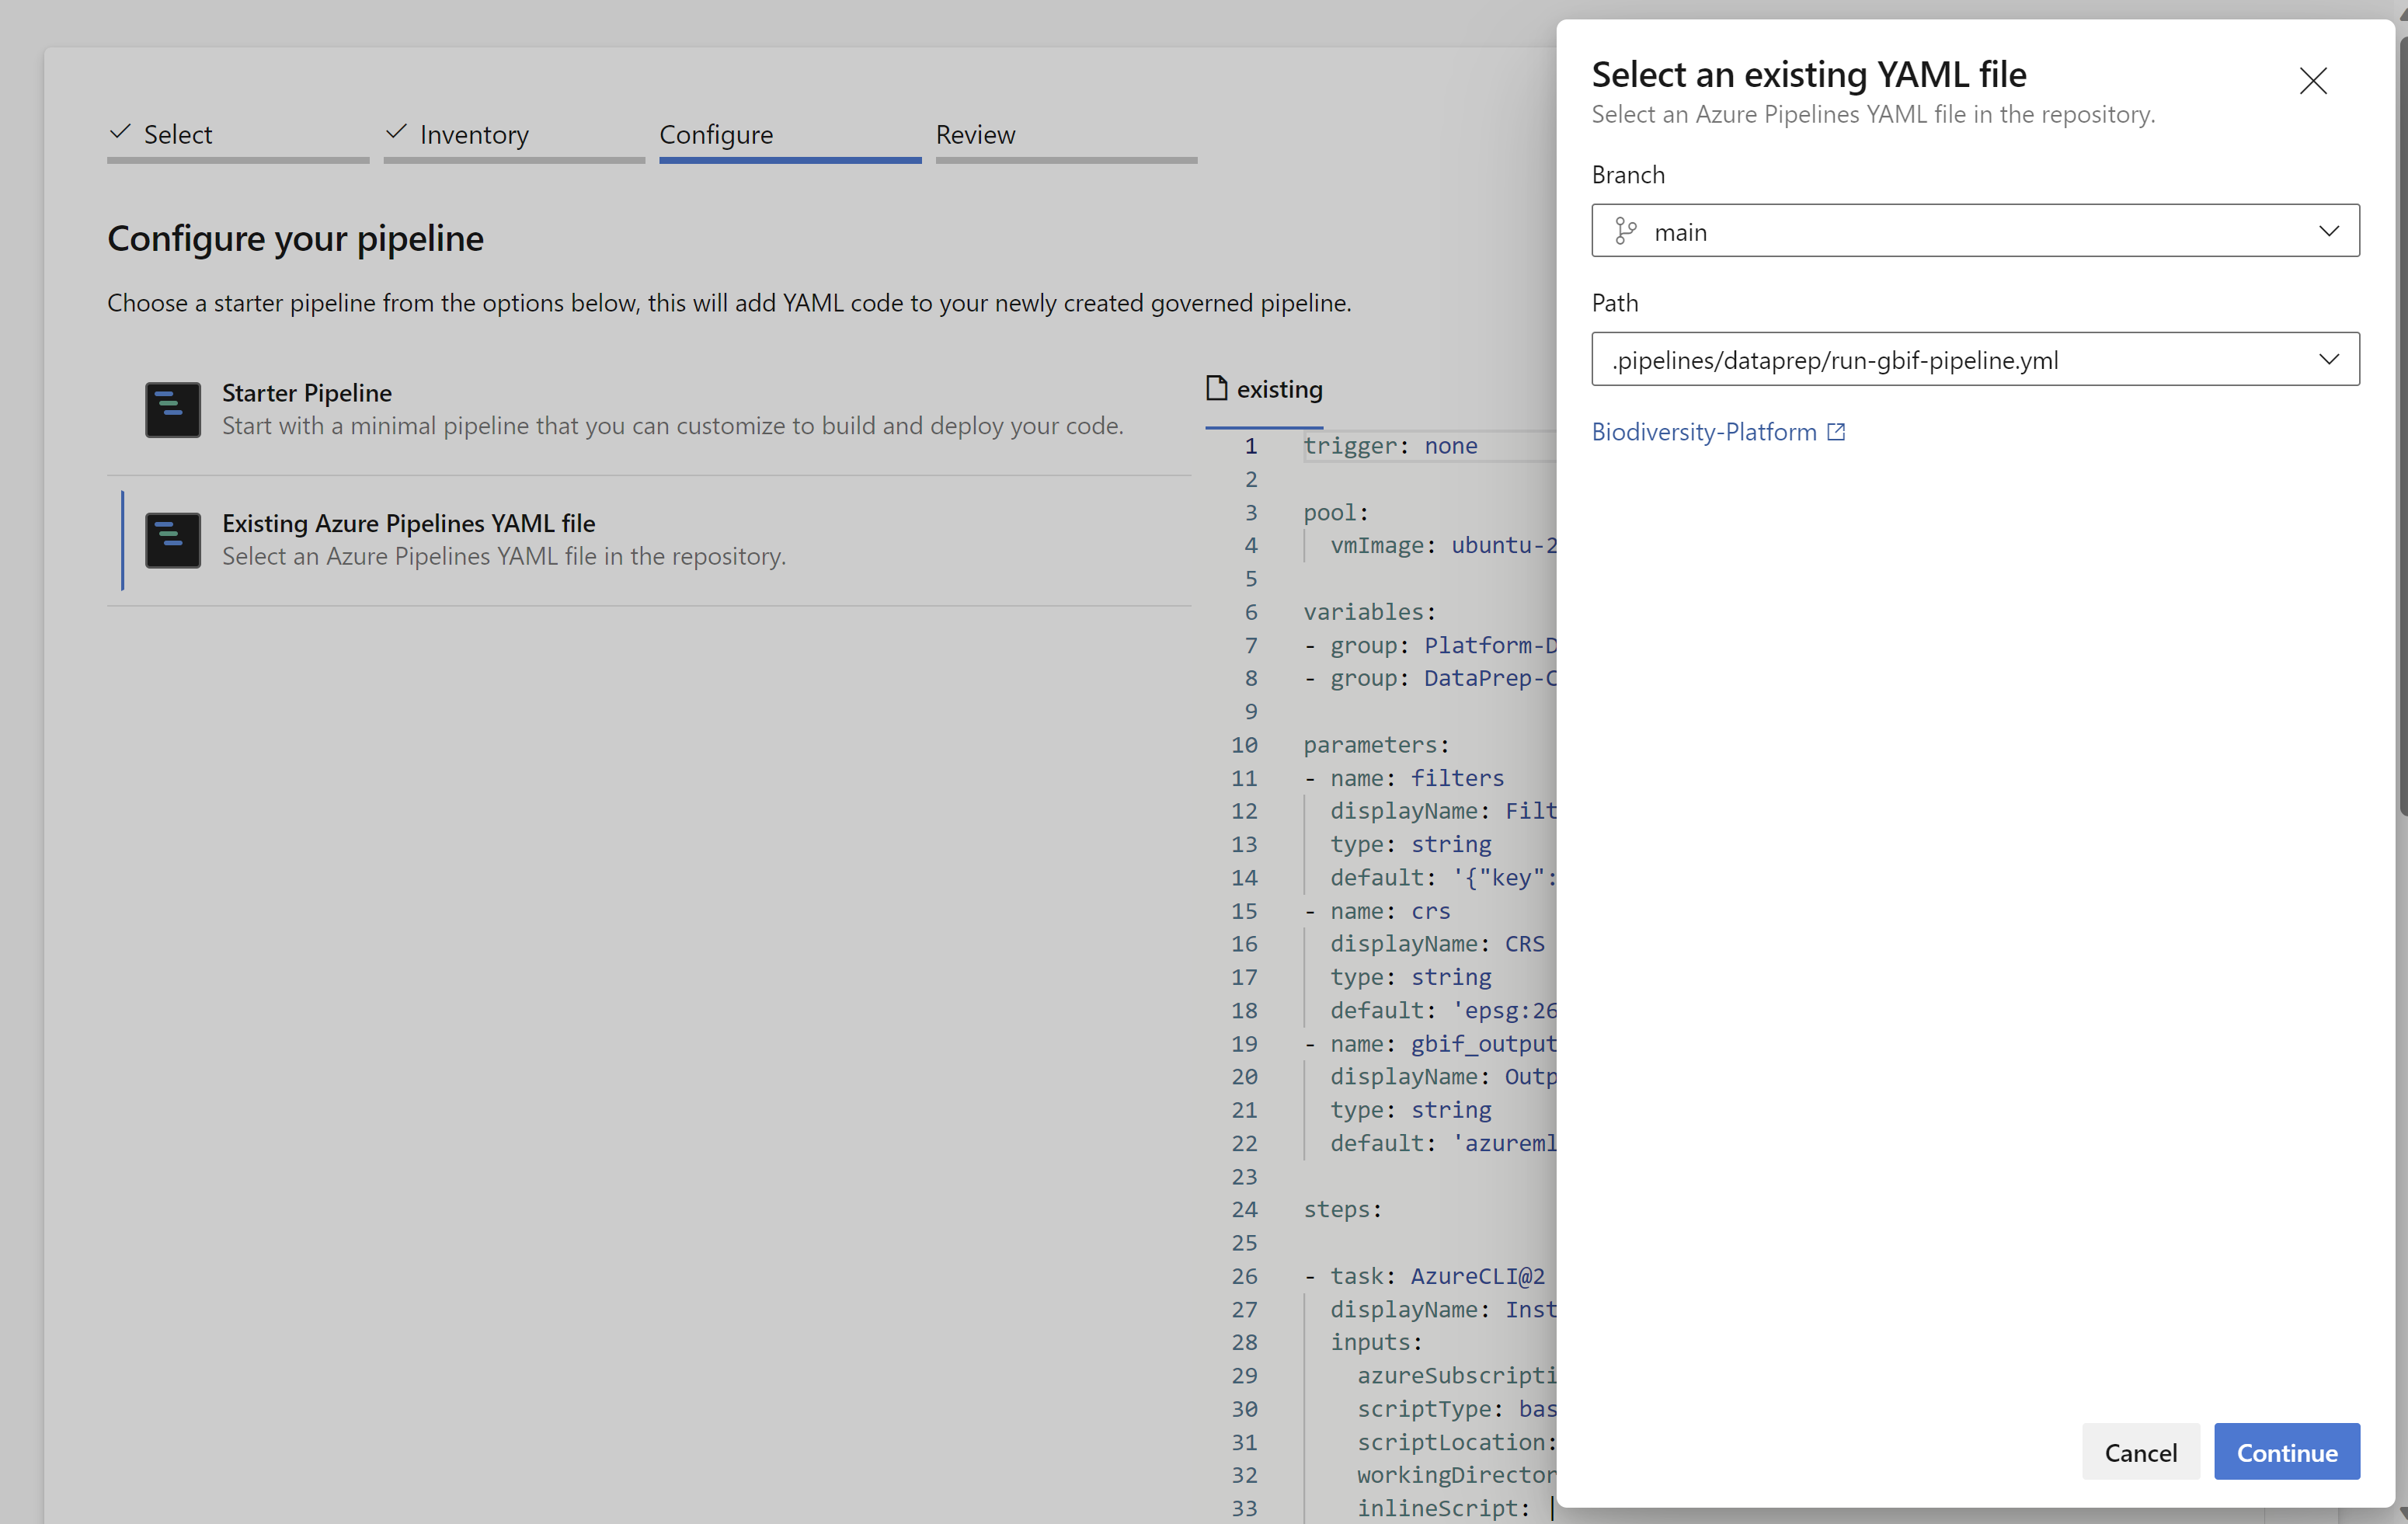 Select
Inventory
Configure
Review
Configure your pipeline
Choose a starter pipeline from the options below, this will add YAML code to your newly created governed pipeline.
Starter Pipeline
Start with a minimal pipeline that you can customize to build and deploy your code.
Existing Azure Pipelines YAML file
Select an Azure Pipelines YAML file in the repository.
existing
1 trigger: none
2
3 pool:
4 vmImage: ubuntu-2
5
6 variables:
7 - group: Platform-D
8 - group: DataPrep-C
9
10 parameters:
11 - name: filters
12 displayName: Filt
13 type: string
14 default: '{"key":
15 - name: crs
16 displayName: CRS
17 type: string
18 default: 'epsg:26
19 - name: gbif_output
20 displayName: Outp
21 type: string
22 default: 'azureml
23
24 steps:
25
26 - task: AzureCLI@2
27 displayName: Inst
28 inputs:
29 azureSubscripti
30 scriptType: bas
31 scriptLocation:
32 workingDirector
33 inlineScript: |
Select an existing YAML file
Select an Azure Pipelines YAML file in the repository.
Branch
main
Path
.pipelines/dataprep/run-gbif-pipeline.yml
Biodiversity-Platform
Cancel
Continue